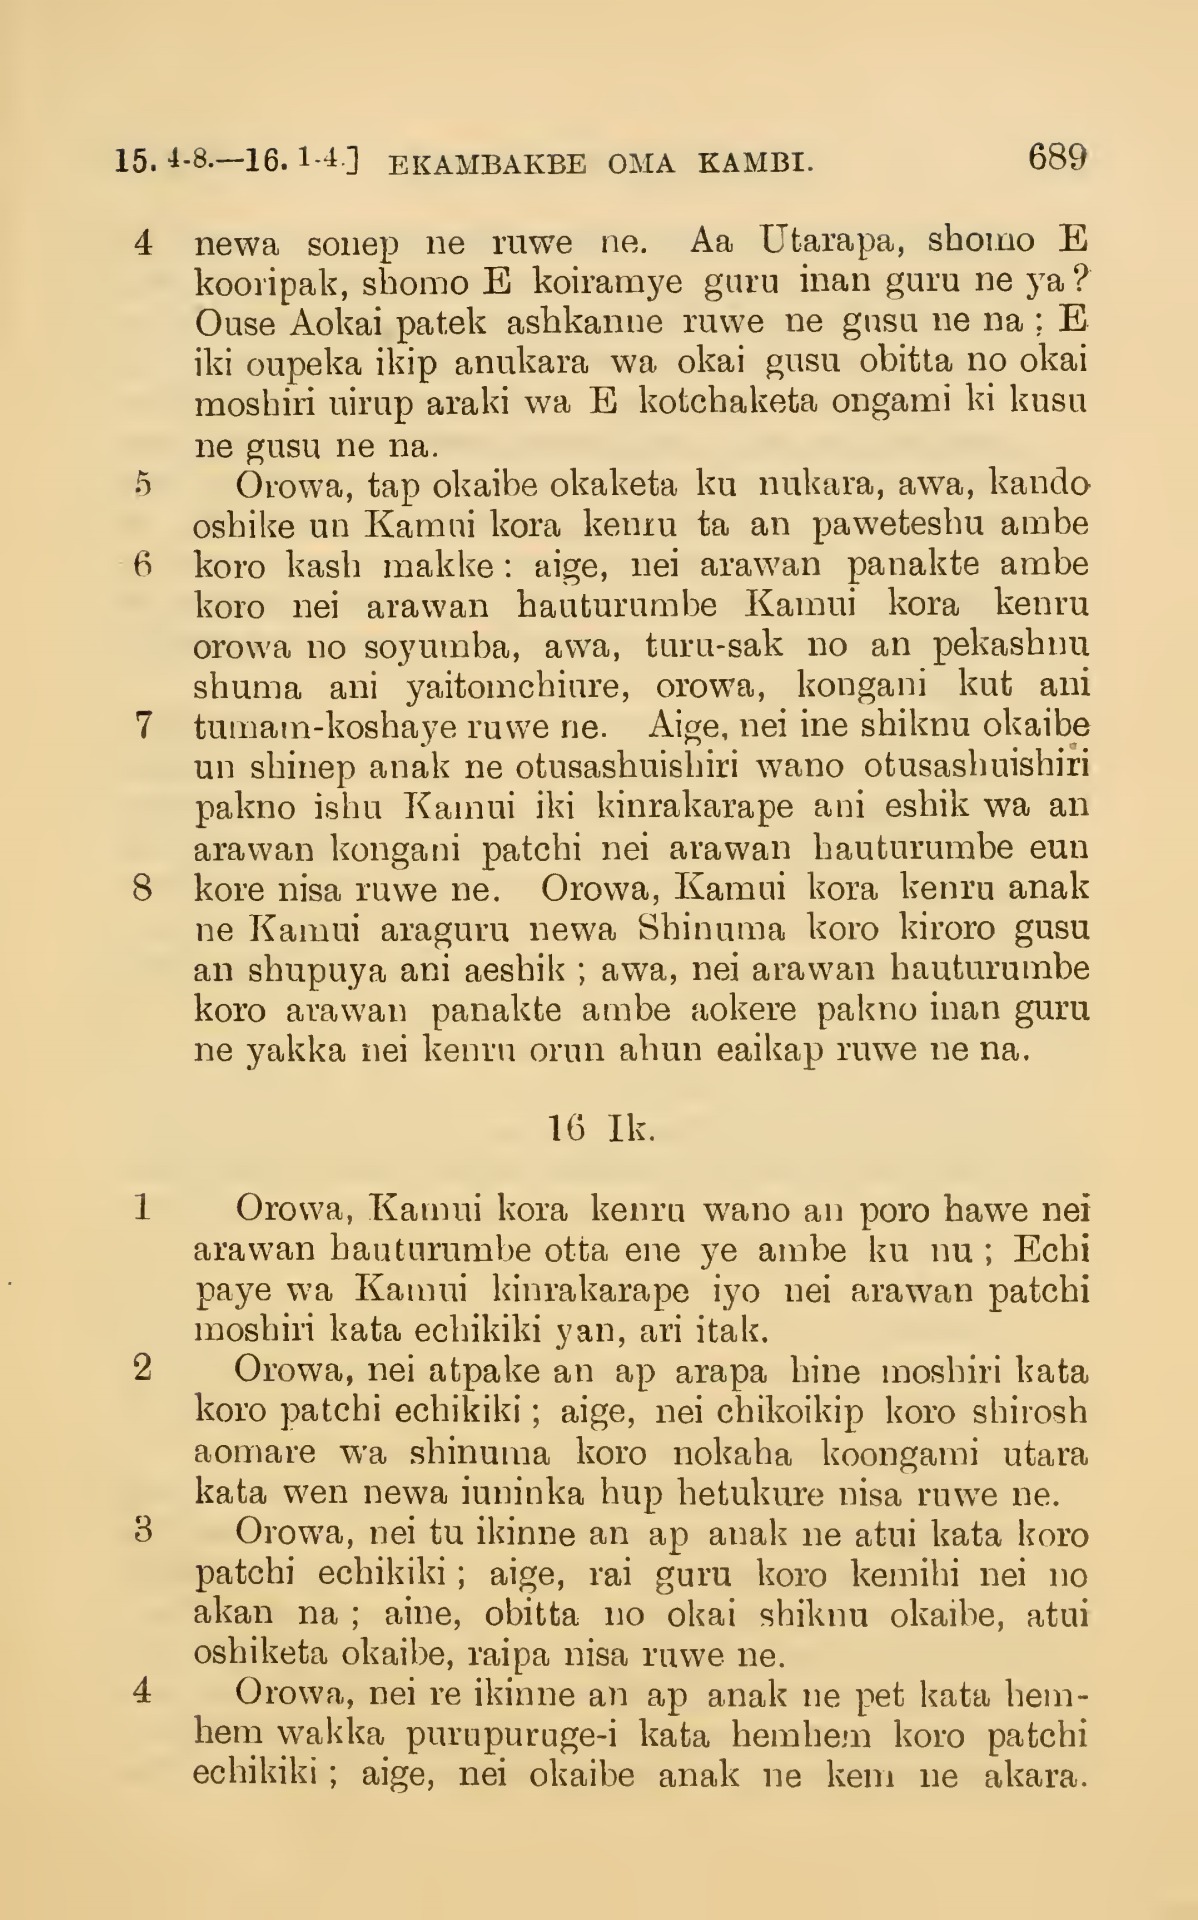 15. 4-8.—16. 1-4.] EKAMBAKBE OMA KAMBI. 689
4 newa sonep ne ruwe ne. Aa Utarapa, shomo E
kooripak, shomo E koiramye guru inan guru ne ya?
Ouse Aokai patek ashkanne ruwe ne gusu ne na; E
iki oupeka ikip anukara wa okai gusu obitta no okai
moshiri uirup araki wa E kotchaketa ongami ki kusu
ne gusu ne na.
5 Orowa, tap okaibe okaketa ku nukara, awa, kando
oshike un Kamui kora kenru ta an paweteshu ambe
6 koro kash makke: aige, nei arawan panakte ambe
koro nei arawan hauturumbe Kamui kora kenru
orowa no soyumba, awa, turu-sak no an pekashnu
shuma ani yaitomchiure, orowa, kongani kut ani
7 tumam-koshaye ruwe ne. Aige, nei ine shiknu okaibe
un shinep anak ne otusashuishiri wano otusashuishiri
pakno ishu Kamui iki kinrakarape ani eshik wa an
arawan kongani patchi nei arawan hauturumbe eun
8 kore nisa ruwe ne. Orowa, Kamui kora kenru anak
ne Kamui araguru newa Shinuma koro kiroro gusu
an shupuya ani aeshik; awa, nei arawan hauturumbe
koro arawan panakte ambe aokere pakno inan guru
ne yakka nei kenru orun ahun eaikap ruwe ne na.
16 Ik.
1 Orowa, Kamui kora kenru wano an poro hawe nei
arawan hauturumbe otta ene ye ambe ku nu; Echi
paye wa Kamui kinrakarape iyo nei arawan patchi
moshiri kata echikiki yan, ari itak.
2 Orowa, nei atpake an ap arapa hine moshiri kata
koro patchi echikiki; aige, nei chikoikip koro shirosh
aomare wa shinuma koro nokaha koongami utara
kata wen newa iuninka hup hetukure nisa ruwe ne.
3 Orowa, nei tu ikinne an ap anak ne atui kata koro
patchi echikiki; aige, rai guru koro kemihi nei no
akan na; aine, obitta no okai shiknu okaibe, atui
oshiketa okaibe, raipa nisa ruwe ne.
4 Orowa, nei re ikinne an ap anak ne pet kata hem-
hem wakka purupuruge-i kata hemhem koro patchi
echikiki; aige, nei okaibe anak ne kem ne akara.